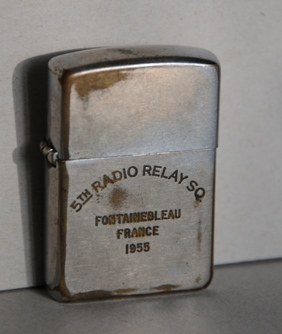 5TH RADIO RELAY SQ.
FONTAINEBLEAU
FRANCE
1955